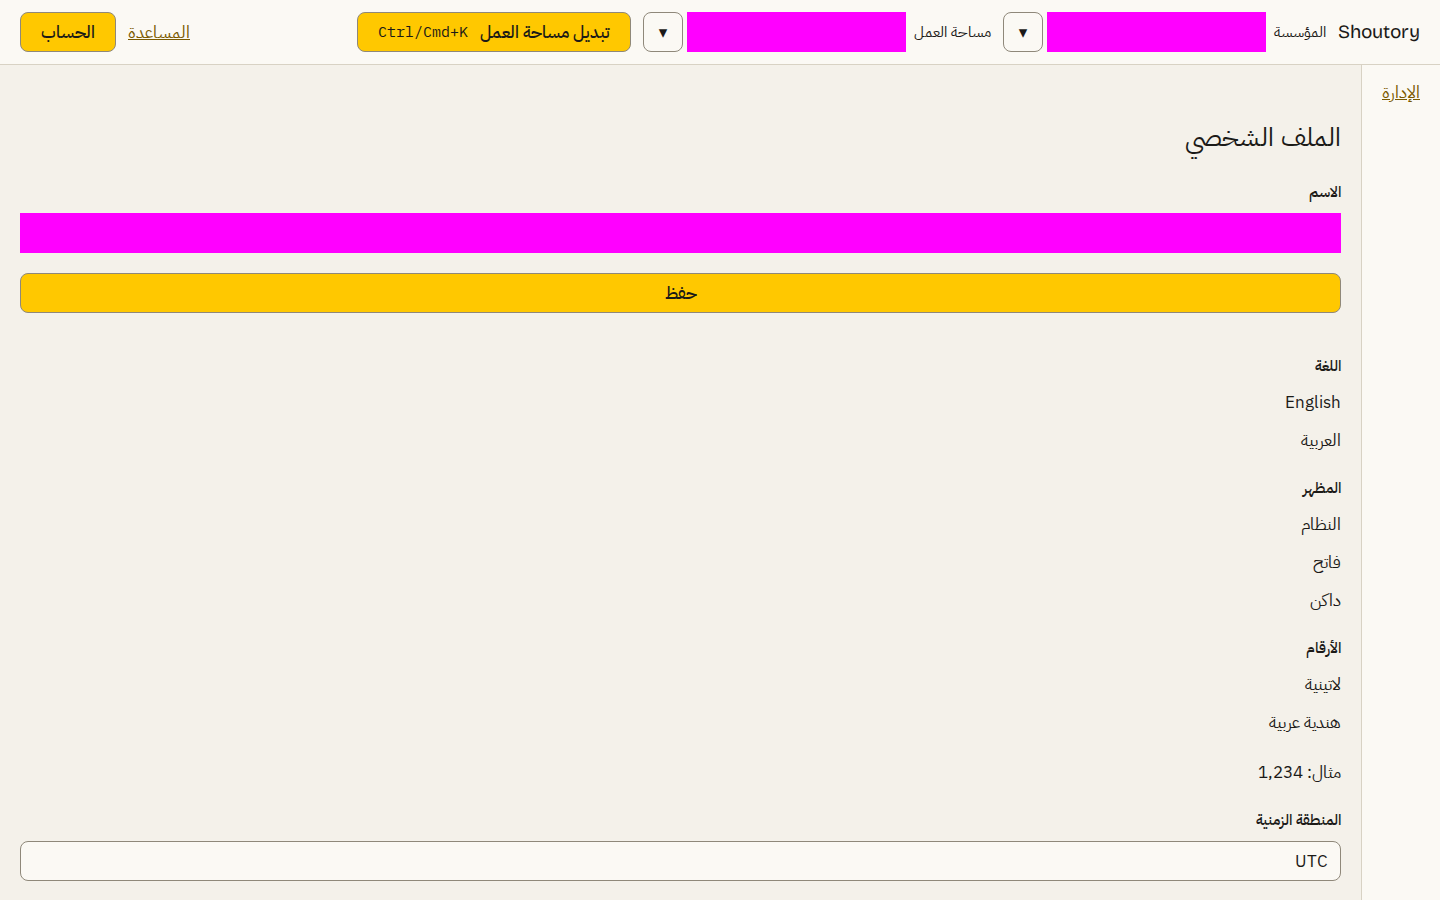 Shoutory المؤسسة ▼ مساحة العمل ▼ تبديل مساحة العمل Ctrl/Cmd+K المساعدة الحساب
الإدارة
الملف الشخصي
الاسم
حفظ
اللغة
English
العربية
المظهر
النظام
فاتح
داكن
الأرقام
لاتينية
هندية عربية
مثال: 1,234
المنطقة الزمنية
UTC